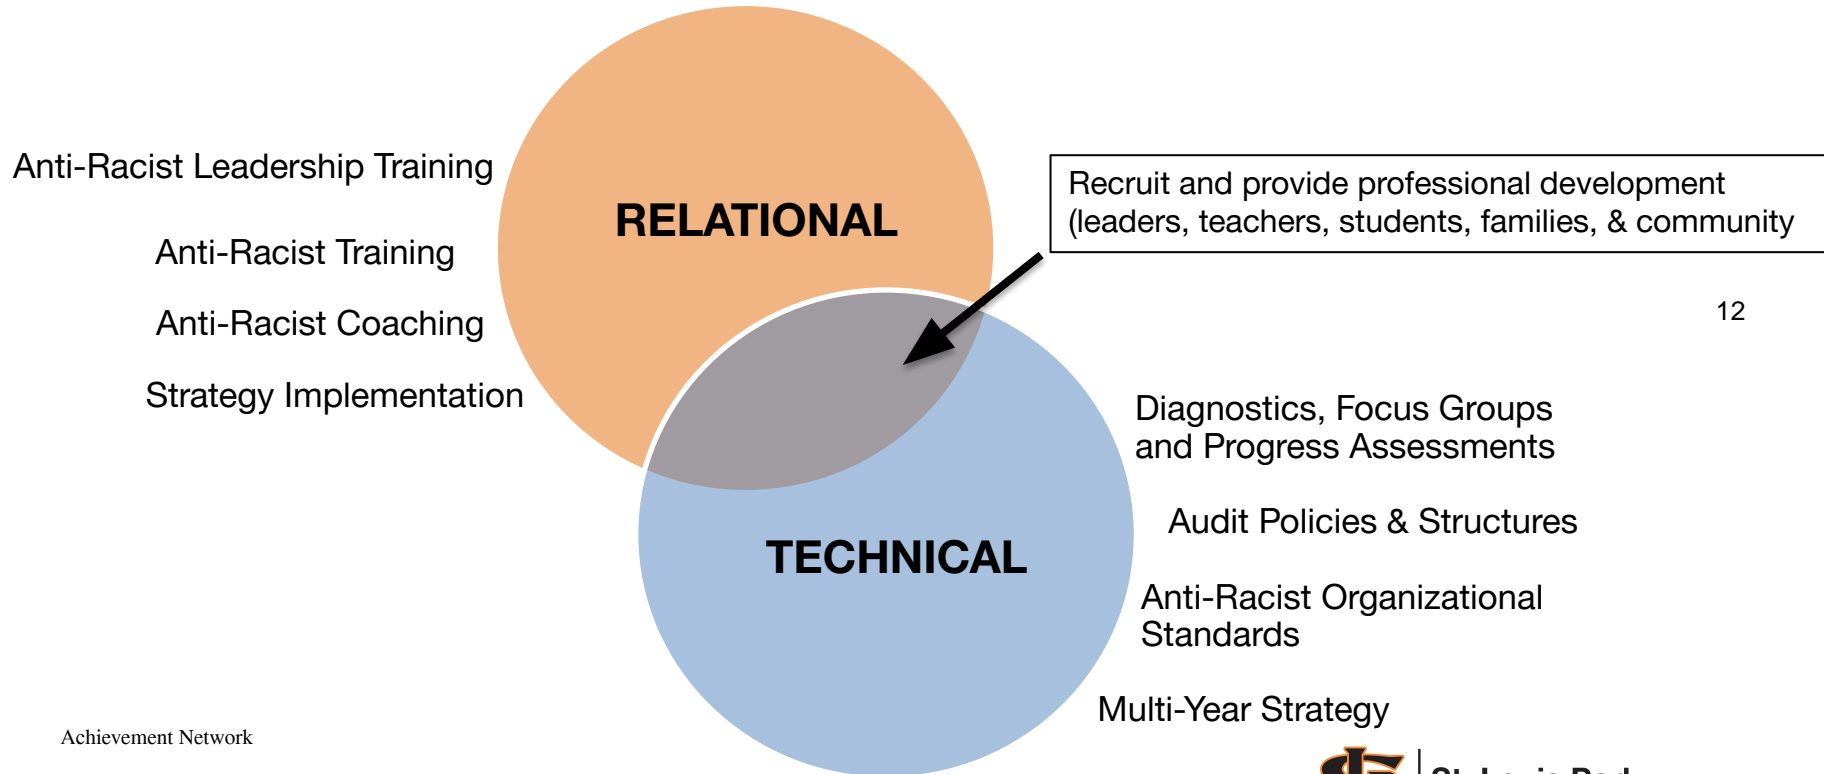 Anti-Racist Leadership Training
Anti-Racist Training
Anti-Racist Coaching
Strategy Implementation
RELATIONAL
Recruit and provide professional development
(leaders, teachers, students, families, & community
12
TECHNICAL
Diagnostics, Focus Groups
and Progress Assessments
Audit Policies & Structures
Anti-Racist Organizational
Standards
Multi-Year Strategy
Achievement Network